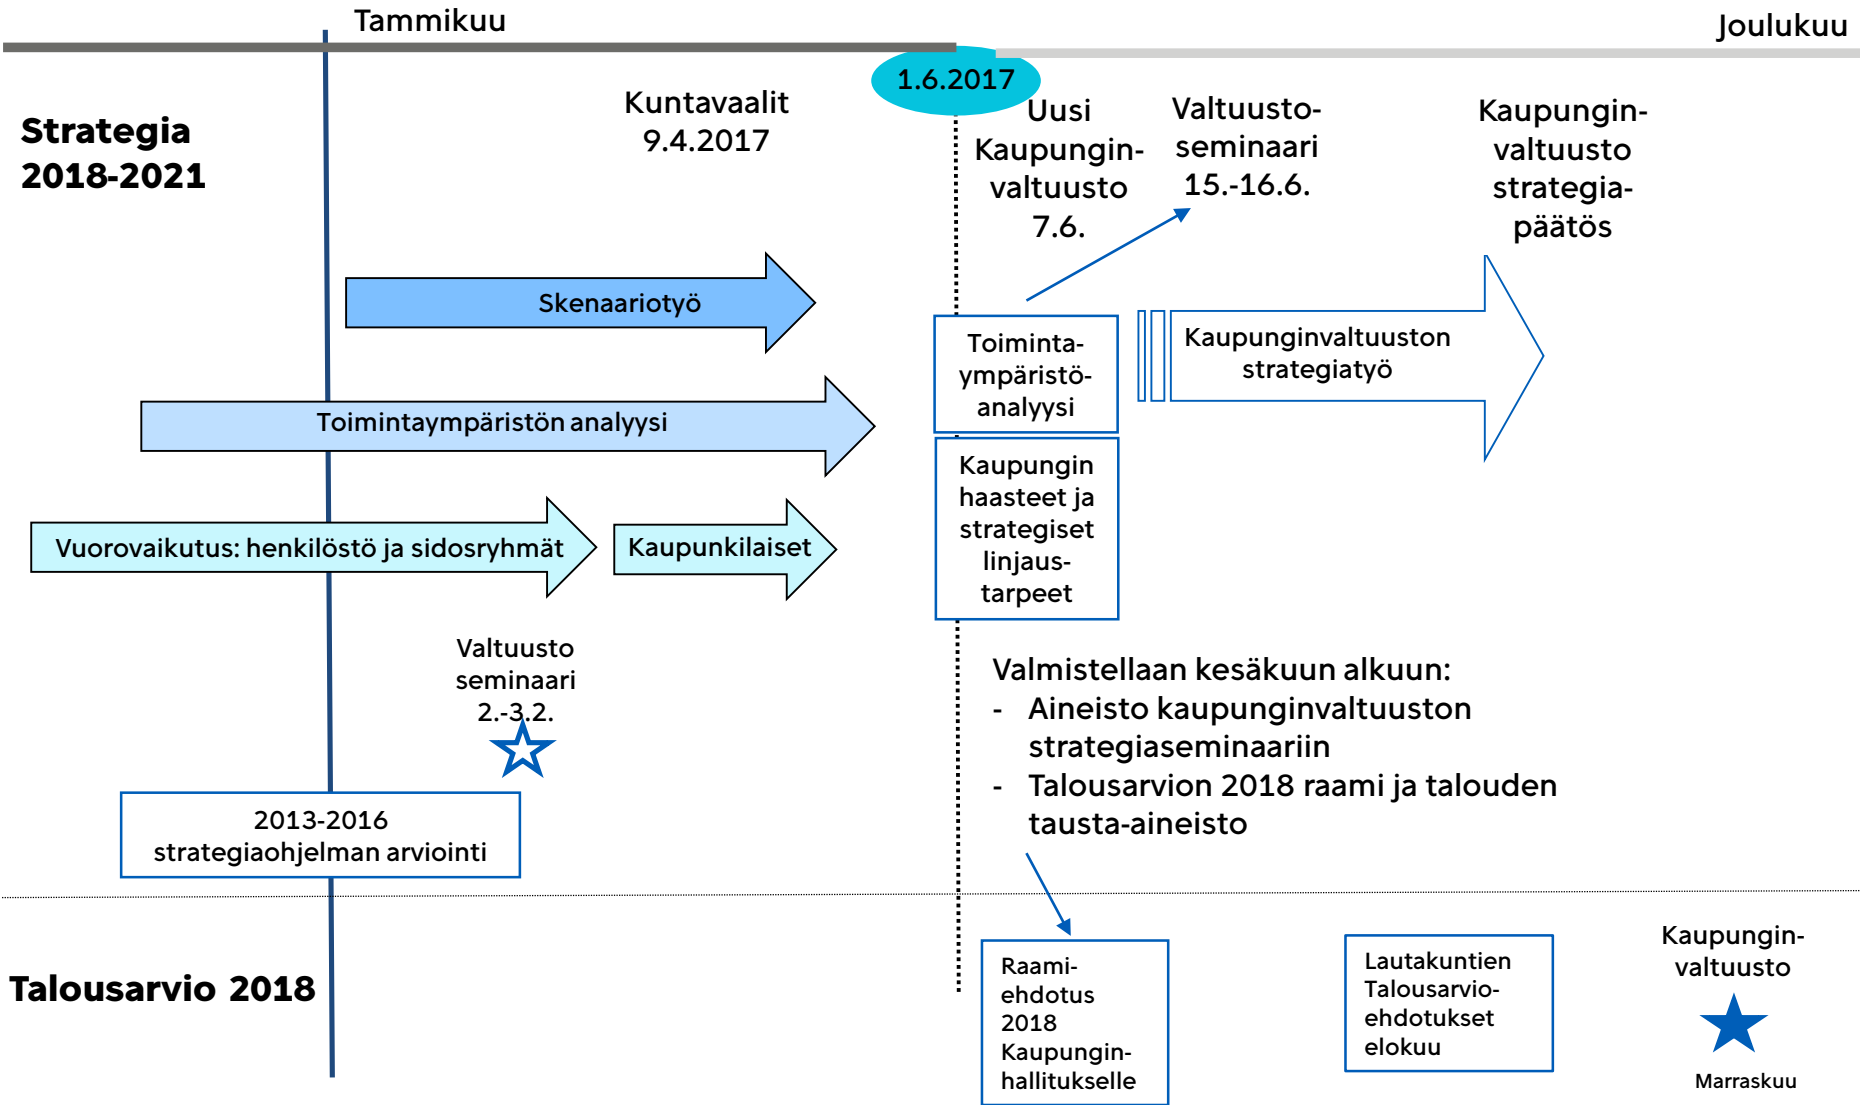 Tammikuu
Joulukuu
1.6.2017
Strategia
2018-2021
Kuntavaalit
9.4.2017
Uusi
Kaupungin-
valtuusto
7.6.
Valtuusto-
seminaari
15.-16.6.
Kaupungin-
valtuusto
strategia-
päätös
Skenaariotyö
Toiminta-
ympäristö-
analyysi
Kaupunginvaltuuston
strategiatyö
Toimintaympäristön analyysi
Kaupungin
haasteet ja
strategiset
linjaus-
tarpeet
Vuorovaikutus: henkilöstö ja sidosryhmät
Kaupunkilaiset
Valtuusto
seminaari
2.-3.2.
Valmistellaan kesäkuun alkuun:
- Aineisto kaupunginvaltuuston
strategiaseminaariin
- Talousarvion 2018 raami ja talouden
tausta-aineisto
2013-2016
strategiaohjelman arviointi
Talousarvio 2018
Raami-
ehdotus
2018
Kaupungin-
hallitukselle
Lautakuntien
Talousarvio-
ehdotukset
elokuu
Kaupungin-
valtuusto
Marraskuu